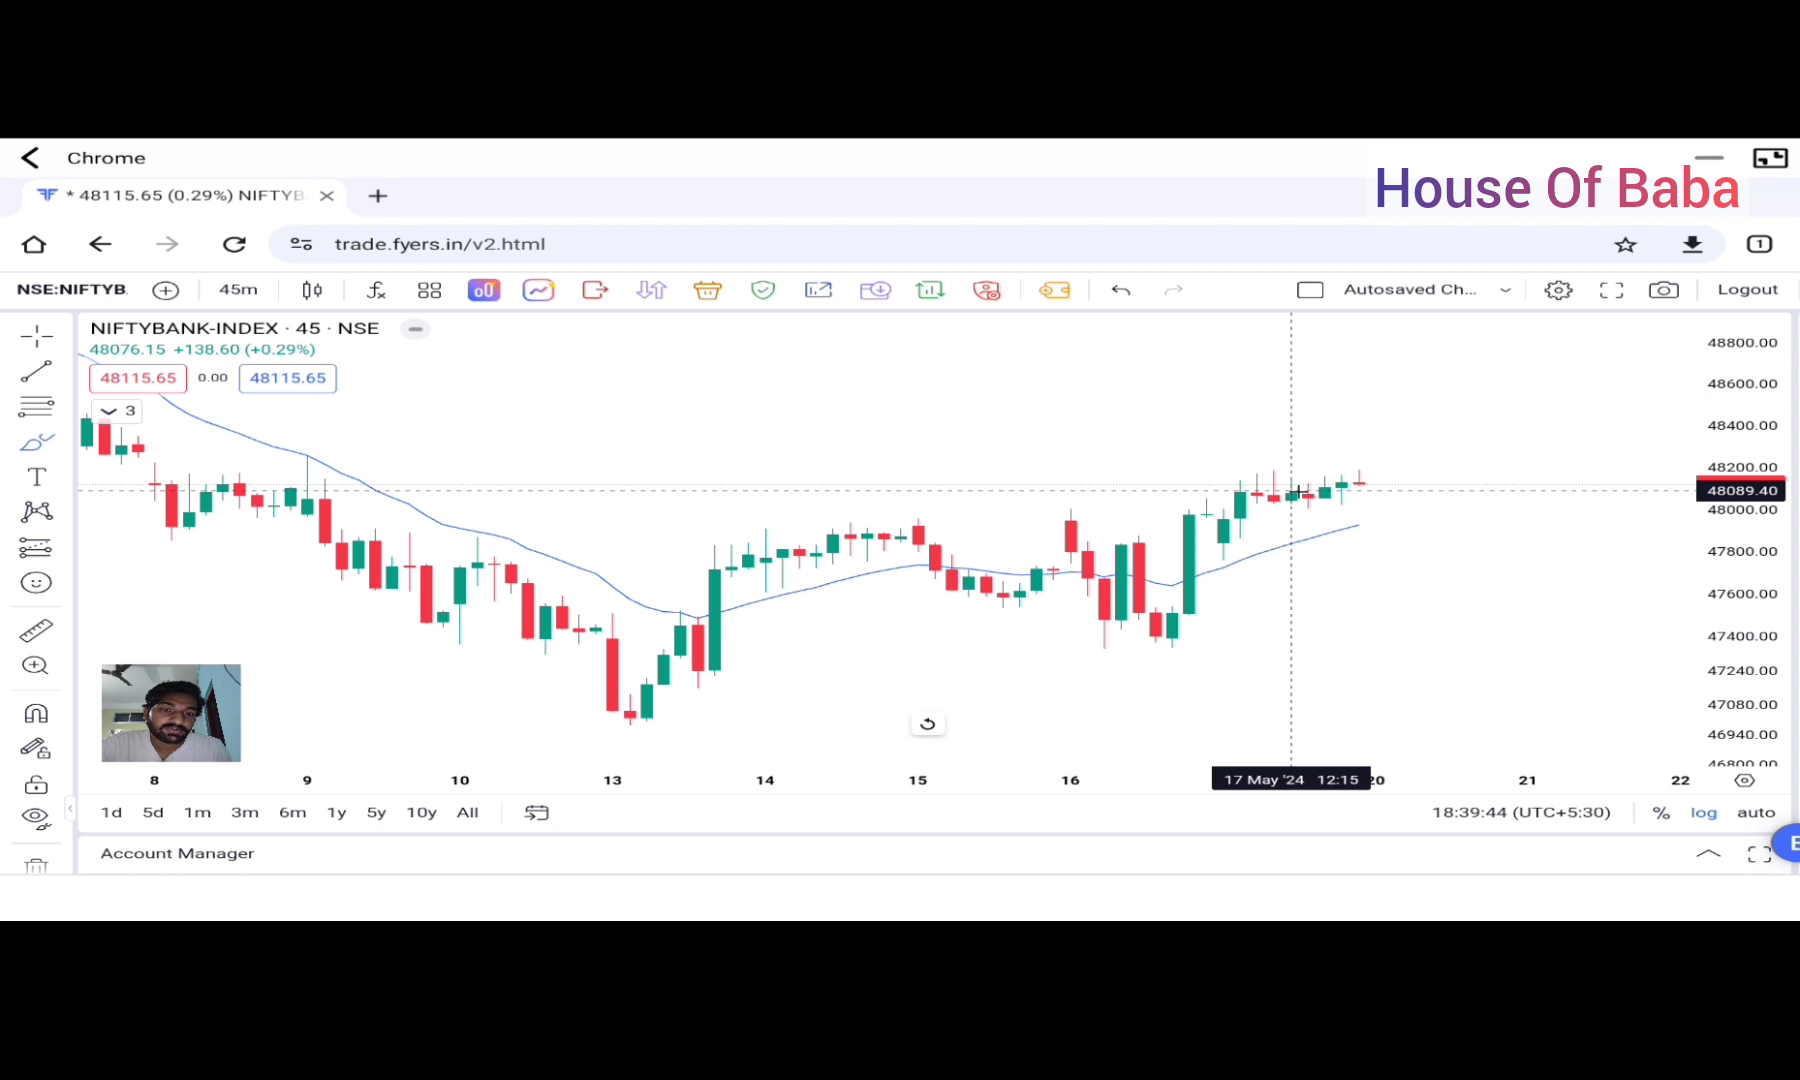 Chrome
House Of Baba
* 48115.65 (0.29%) NIFTYB
trade.fyers.in/v2.html
1
NSE:NIFTYB.
45m
Autosaved Ch...
Logout
NIFTYBANK-INDEX · 45 · NSE
48076.15 +138.60 (+0.29%)
48115.65 0.00 48115.65
3
48800.00
48600.00
48400.00
48200.00
48089.40
48000.00
47800.00
47600.00
47400.00
47240.00
47080.00
46940.00
46800.00
8 9 10 13 14 15 16 17 May '24 12:15 20 21 22
1d 5d 1m 3m 6m 1y 5y 10y All
18:39:44 (UTC+5:30) % log auto
Account Manager